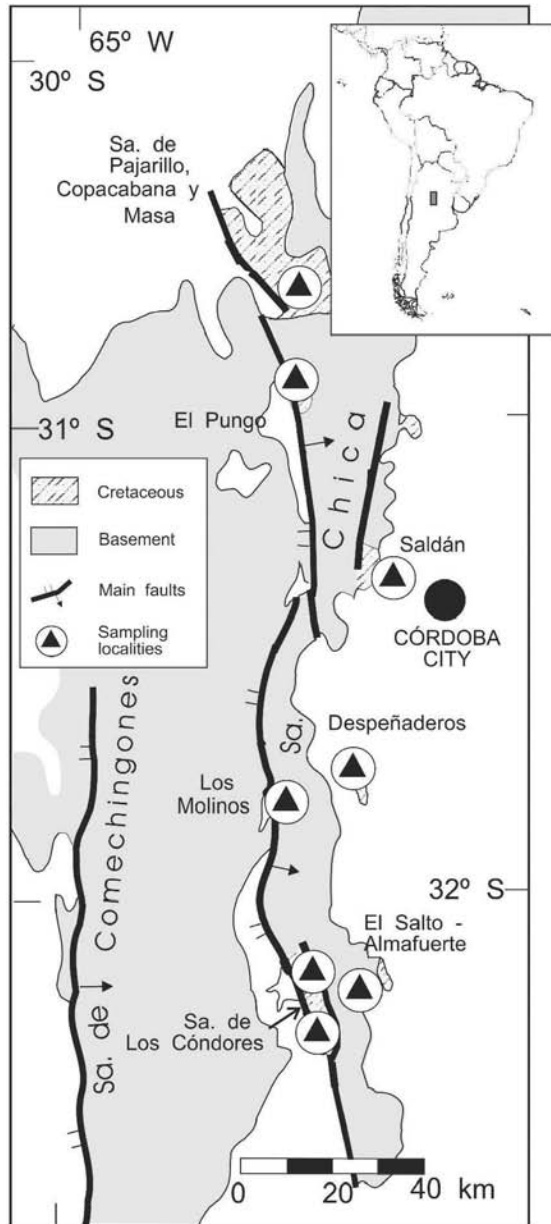 65º W
30º S
Sa. de
Pajarillo,
Copacabana y
Masa
El Pungo
31º S
Chica
Cretaceous
Basement
Main faults
Sampling
localities
Saldán
CÓRDOBA
CITY
Sa.
Despeñaderos
Los
Molinos
Sa. de Comechingones
32º S
El Salto -
Almafuerte
Sa. de
Los Cóndores
0 20 40 km